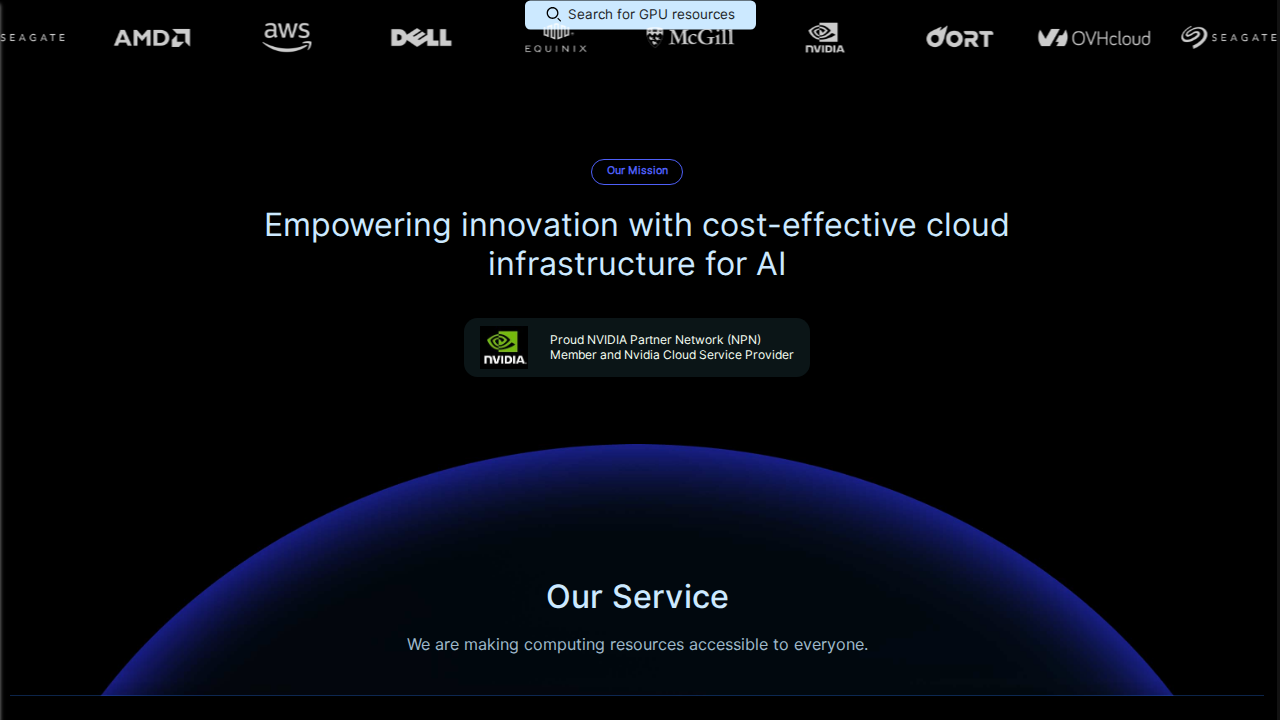 Search for GPU resources
SEAGATE AMD aws DELL EQUINIX McGill NVIDIA DORT OVHcloud SEAGATE
Our Mission
Empowering innovation with cost-effective cloud
infrastructure for AI
NVIDIA.
Proud NVIDIA Partner Network (NPN)
Member and Nvidia Cloud Service Provider
Our Service
We are making computing resources accessible to everyone.